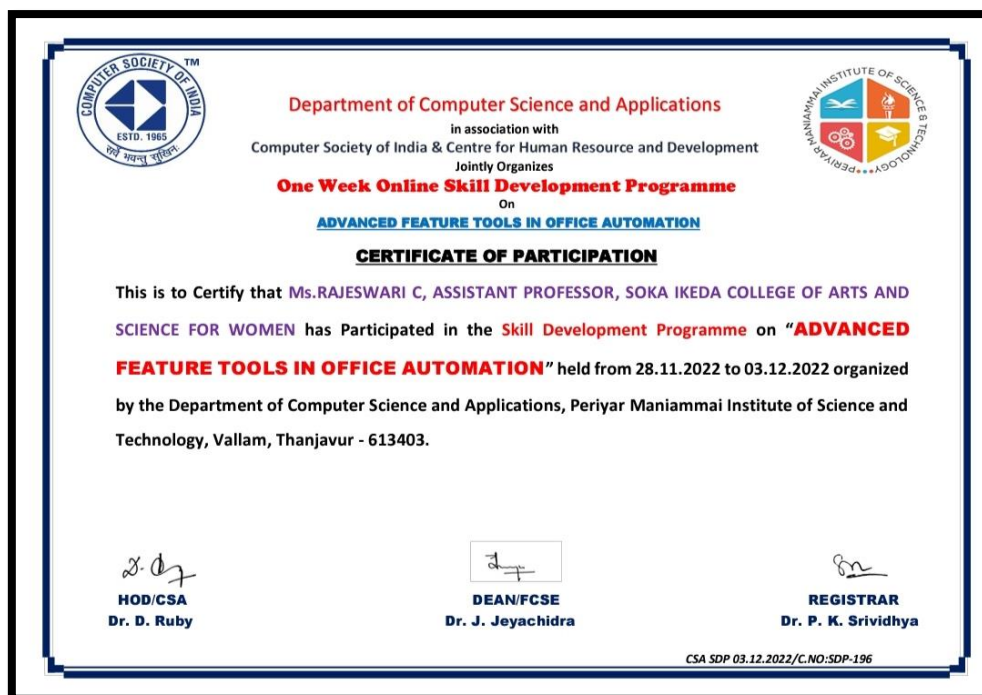 COMPUTER SOCIETY OF INDIA TM
ESTD. 1965
सर्वे भवन्तु सुखिनः
PERIYAR MANIAMMAI INSTITUTE OF SCIENCE & TECHNOLOGY
Department of Computer Science and Applications
in association with
Computer Society of India & Centre for Human Resource and Development
Jointly Organizes
One Week Online Skill Development Programme
On
ADVANCED FEATURE TOOLS IN OFFICE AUTOMATION
CERTIFICATE OF PARTICIPATION
This is to Certify that Ms.RAJESWARI C, ASSISTANT PROFESSOR, SOKA IKEDA COLLEGE OF ARTS AND
SCIENCE FOR WOMEN has Participated in the Skill Development Programme on “ADVANCED
FEATURE TOOLS IN OFFICE AUTOMATION” held from 28.11.2022 to 03.12.2022 organized
by the Department of Computer Science and Applications, Periyar Maniammai Institute of Science and
Technology, Vallam, Thanjavur - 613403.
HOD/CSA
Dr. D. Ruby
DEAN/FCSE
Dr. J. Jeyachidra
REGISTRAR
Dr. P. K. Srividhya
CSA SDP 03.12.2022/C.NO:SDP-196